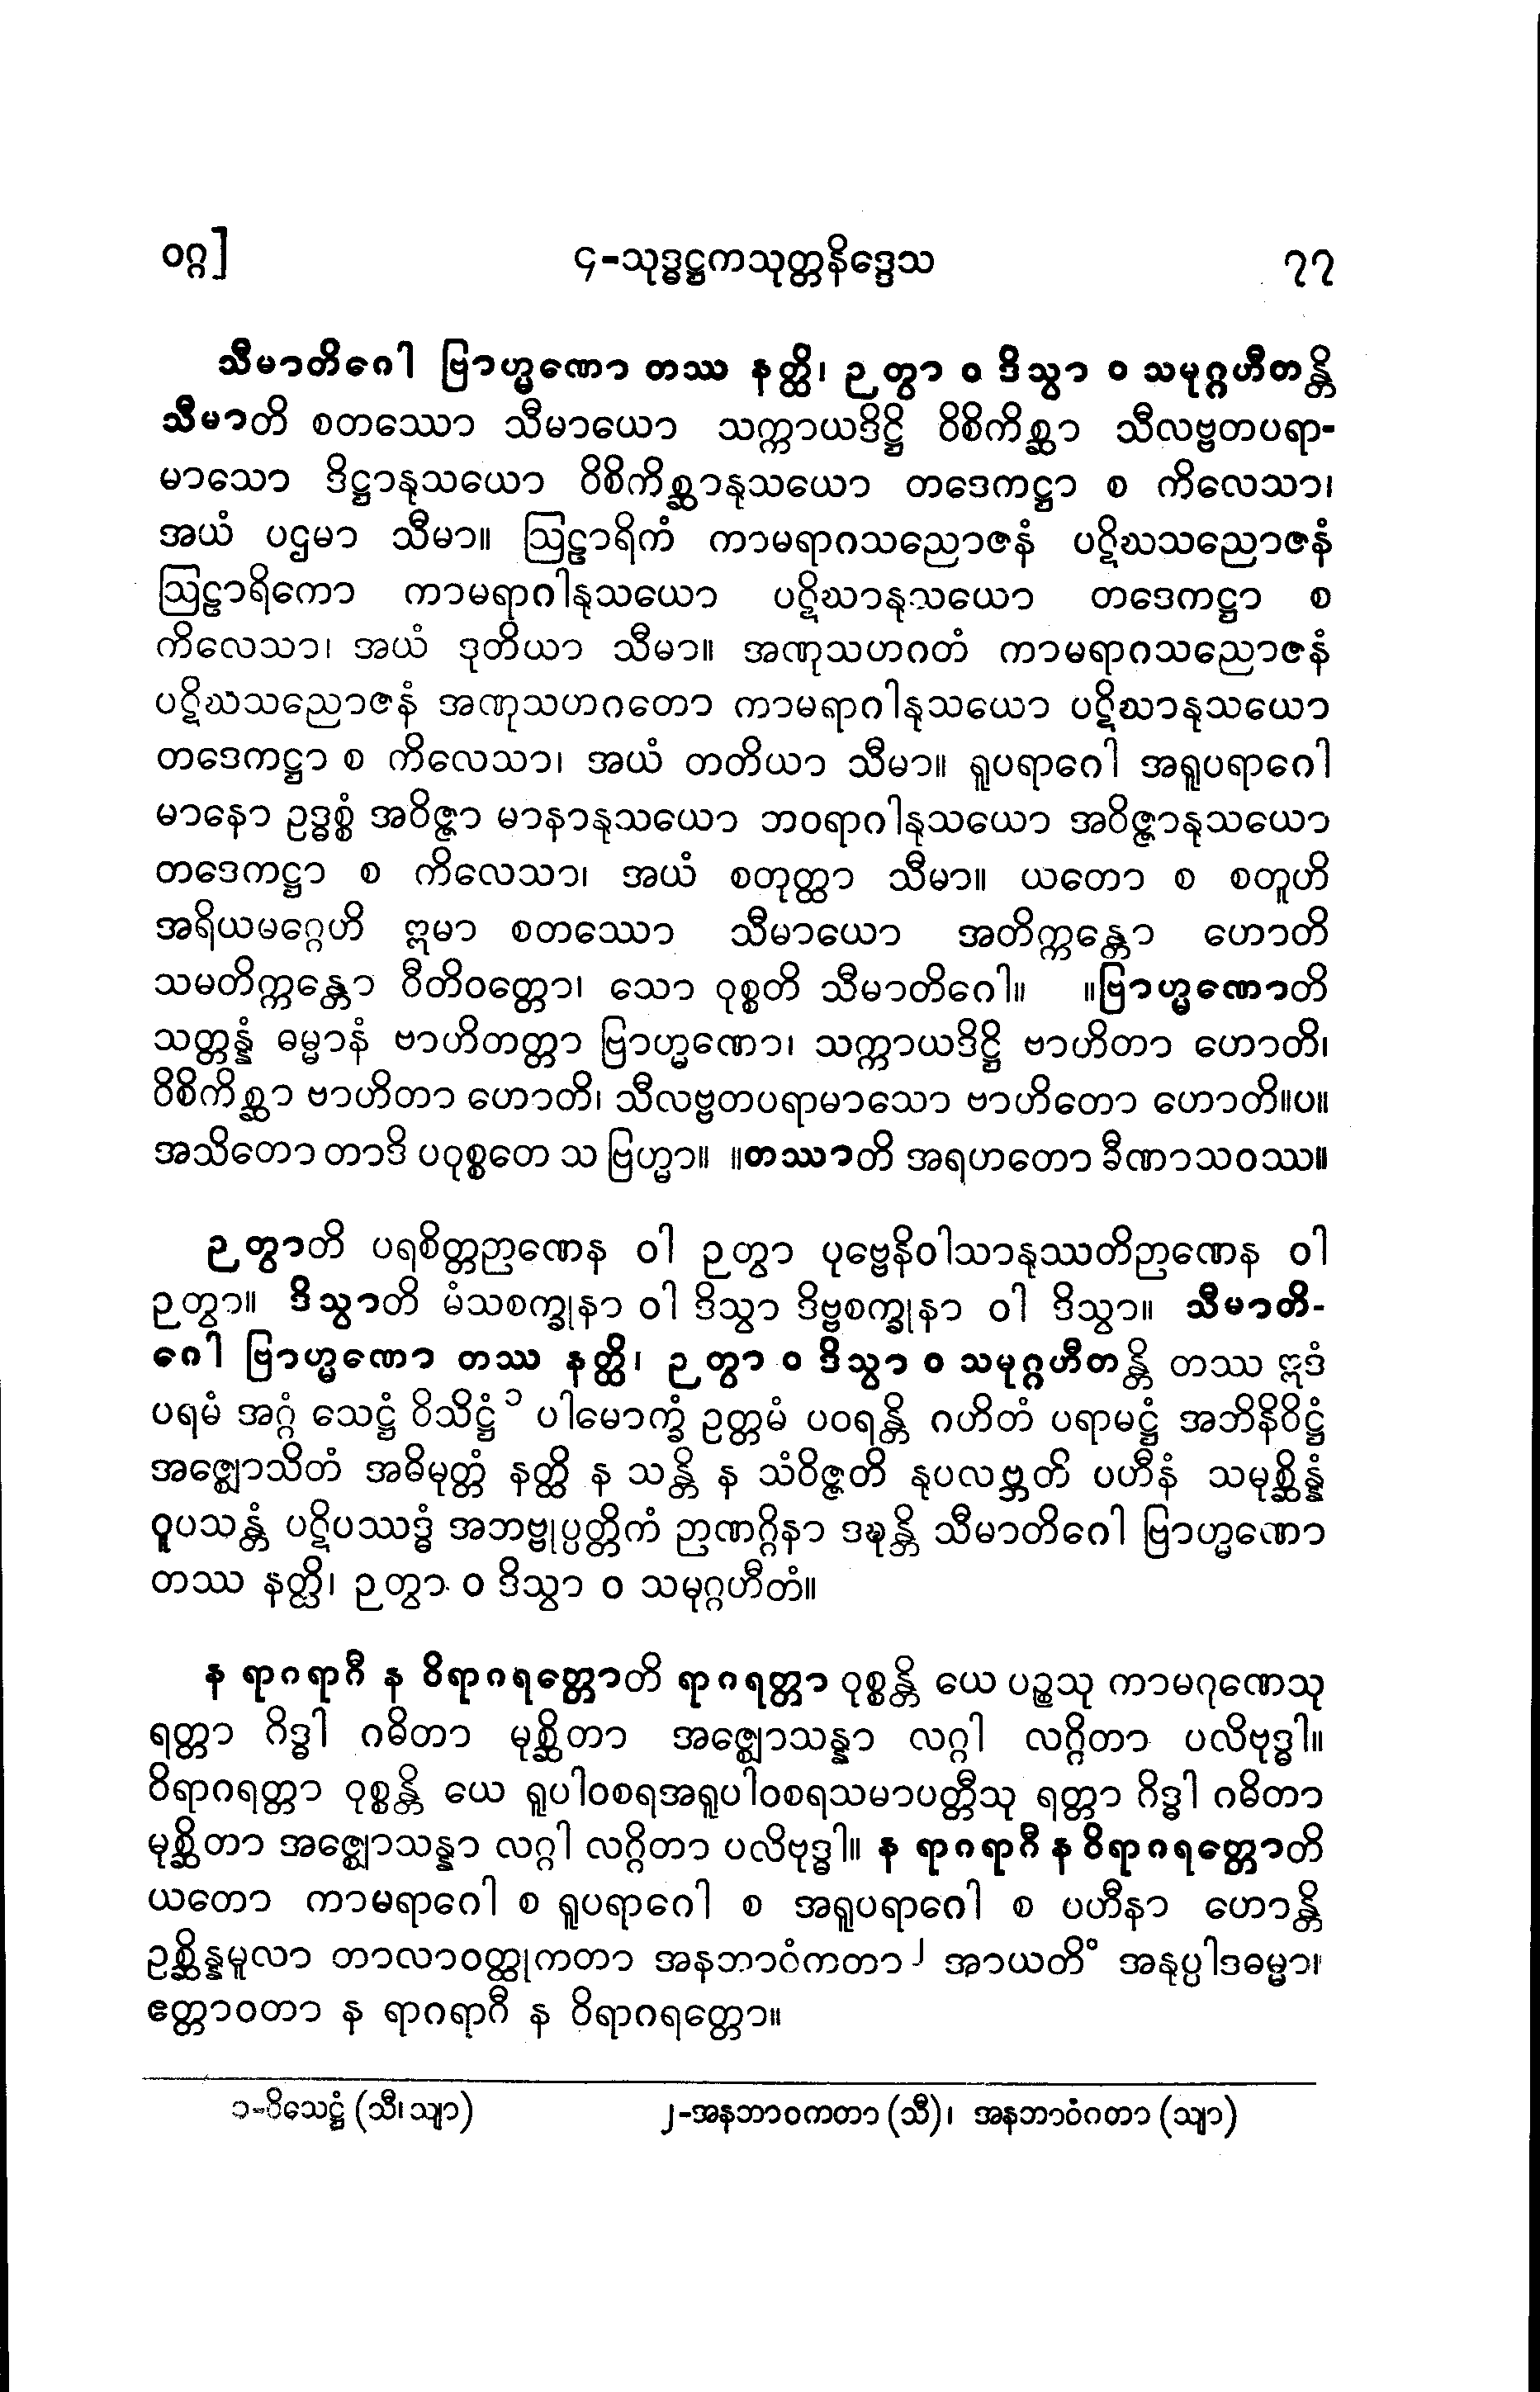 ဝဂ္ဂ] ၄-သုဒ္ဓဋ္ဌကသုတ္တနိဒ္ဒေသ ၇၇
သီမာတိဂေါ ဗြာဟ္မဏော တဿ နတ္ထိ၊ ဉတွာ ဝ ဒိသွာ ဝ သမုဂ္ဂဟီတန္တိ
သီမာတိ စတဿော သီမာယော သက္ကာယဒိဋ္ဌိ ဝိစိကိစ္ဆာ သီလဗ္ဗတပရာ-
မာသော ဒိဋ္ဌာနုသယော ဝိစိကိစ္ဆာနုသယော တဒေကဋ္ဌာ စ ကိလေသာ၊
အယံ ပဌမာ သီမာ။ ဩဠာရိကံ ကာမရာဂသညောဇနံ ပဋိဃသညောဇနံ
ဩဠာရိကော ကာမရာဂါနုသယော ပဋိဃာနုသယော တဒေကဋ္ဌာ စ
ကိလေသာ၊ အယံ ဒုတိယာ သီမာ။ အဏုသဟဂတံ ကာမရာဂသညောဇနံ
ပဋိဃသညောဇနံ အဏုသဟဂတော ကာမရာဂါနုသယော ပဋိဃာနုသယော
တဒေကဋ္ဌာ စ ကိလေသာ၊ အယံ တတိယာ သီမာ။ ရူပရာဂေါ အရူပရာဂေါ
မာနော ဥဒ္ဓစ္စံ အဝိဇ္ဇာ မာနာနုသယော ဘဝရာဂါနုသယော အဝိဇ္ဇာနုသယော
တဒေကဋ္ဌာ စ ကိလေသာ၊ အယံ စတုတ္ထာ သီမာ။ ယတော စ စတူဟိ
အရိယမဂ္ဂေဟိ ဣမာ စတဿော သီမာယော အတိက္ကန္တော ဟောတိ
သမတိက္ကန္တော ဝီတိဝတ္တော၊ သော ဝုစ္စတိ သီမာတိဂေါ။ ။ဗြာဟ္မဏောတိ
သတ္တန္နံ ဓမ္မာနံ ဗာဟိတတ္တာ ဗြာဟ္မဏော၊ သက္ကာယဒိဋ္ဌိ ဗာဟိတာ ဟောတိ၊
ဝိစိကိစ္ဆာ ဗာဟိတာ ဟောတိ၊ သီလဗ္ဗတပရာမာသော ဗာဟိတော ဟောတိ။ပ။
အသိတော တာဒိ ပဝုစ္စတေ သ ဗြဟ္မာ။ ။တဿာတိ အရဟတော ခီဏာသဝဿ။
ဉတွာတိ ပရစိတ္တဉာဏေန ဝါ ဉတွာ ပုဗ္ဗေနိဝါသာနုဿတိဉာဏေန ဝါ
ဉတွာ။ ဒိသွာတိ မံသစက္ခုနာ ဝါ ဒိသွာ ဒိဗ္ဗစက္ခုနာ ဝါ ဒိသွာ။ သီမာတိ-
ဂေါ ဗြာဟ္မဏော တဿ နတ္ထိ၊ ဉတွာ ဝ ဒိသွာ ဝ သမုဂ္ဂဟီတန္တိ တဿ ဣဒံ
ပရမံ အဂ္ဂံ သေဋ္ဌံ ဝိသိဋ္ဌံ ၁ ပါမောက္ခံ ဥတ္တမံ ပဝရန္တိ ဂဟိတံ ပရာမဋ္ဌံ အဘိနိဝိဋ္ဌံ
အဇ္ဈောသိတံ အဓိမုတ္တံ နတ္ထိ န သန္တိ န သံဝိဇ္ဇတိ နုပလဗ္ဘတိ ပဟီနံ သမုစ္ဆိန္နံ
ဝူပသန္တံ ပဋိပဿဒ္ဓံ အဘဗ္ဗုပ္ပတ္တိကံ ဉာဏဂ္ဂိနာ ဒဍ္ဎန္တိ သီမာတိဂေါ ဗြာဟ္မဏော
တဿ နတ္ထိ၊ ဉတွာ ဝ ဒိသွာ ဝ သမုဂ္ဂဟီတံ။
န ရာဂရာဂီ န ဝိရာဂရတ္တောတိ ရာဂရတ္တာ ဝုစ္စန္တိ ယေ ပဉ္စသု ကာမဂုဏေသု
ရတ္တာ ဂိဒ္ဓါ ဂဓိတာ မုစ္ဆိတာ အဇ္ဈောသန္နာ လဂ္ဂါ လဂ္ဂိတာ ပလိဗုဒ္ဓါ။
ဝိရာဂရတ္တာ ဝုစ္စန္တိ ယေ ရူပါဝစရအရူပါဝစရသမာပတ္တီသု ရတ္တာ ဂိဒ္ဓါ ဂဓိတာ
မုစ္ဆိတာ အဇ္ဈောသန္နာ လဂ္ဂါ လဂ္ဂိတာ ပလိဗုဒ္ဓါ။ န ရာဂရာဂီ န ဝိရာဂရတ္တောတိ
ယတော ကာမရာဂေါ စ ရူပရာဂေါ စ အရူပရာဂေါ စ ပဟီနာ ဟောန္တိ
ဥစ္ဆိန္နမူလာ တာလာဝတ္ထုကတာ အနဘာဝံကတာ ၂ အာယတိံ အနုပ္ပါဒဓမ္မာ၊
ဧတ္တာဝတာ န ရာဂရာဂီ န ဝိရာဂရတ္တော။
၁-ဝိသေဋ္ဌံ (သီ၊ သျာ) ၂-အနဘာဝကတာ (သီ)၊ အနဘာဝံဂတာ (သျာ)